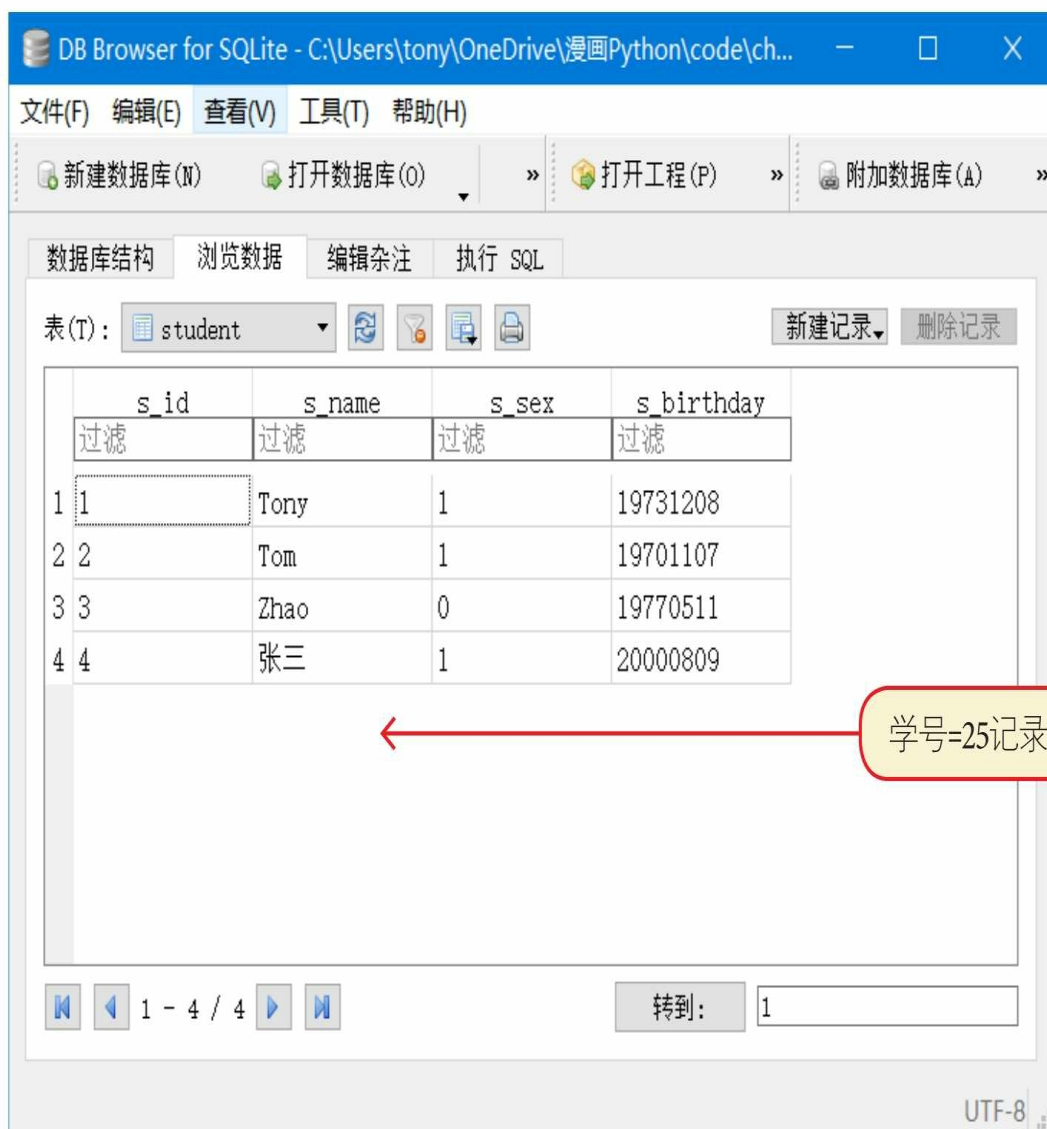 DB Browser for SQLite - C:\Users\tony\OneDrive\漫画Python\code\ch...
文件(F) 编辑(E) 查看(V) 工具(T) 帮助(H)
新建数据库(N) 打开数据库(O) » 打开工程(P) » 附加数据库(A) »
数据库结构 浏览数据 编辑杂注 执行 SQL
表(T): student 新建记录 删除记录
s_id s_name s_sex s_birthday
过滤 过滤 过滤 过滤
1 1 Tony 1 19731208
2 2 Tom 1 19701107
3 3 Zhao 0 19770511
4 4 张三 1 20000809
学号=25记录
1 - 4 / 4 转到: 1
UTF-8